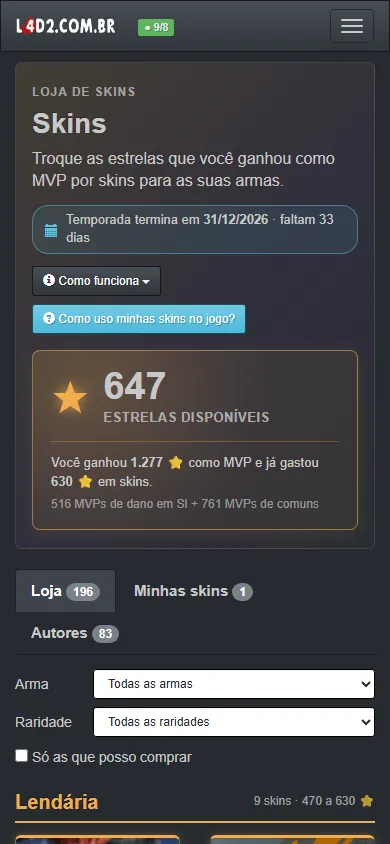 L4D2.COM.BR
● 9/8
LOJA DE SKINS
Skins
Troque as estrelas que você ganhou como
MVP por skins para as suas armas.
Temporada termina em 31/12/2026 · faltam 33
dias
Como funciona
Como uso minhas skins no jogo?
647
ESTRELAS DISPONÍVEIS
Você ganhou 1.277 ⭐ como MVP e já gastou
630 ⭐ em skins.
516 MVPs de dano em SI + 761 MVPs de comuns
Loja 196
Minhas skins 1
Autores 83
Arma
Todas as armas
Raridade
Todas as raridades
Só as que posso comprar
Lendária
9 skins · 470 a 630 ⭐